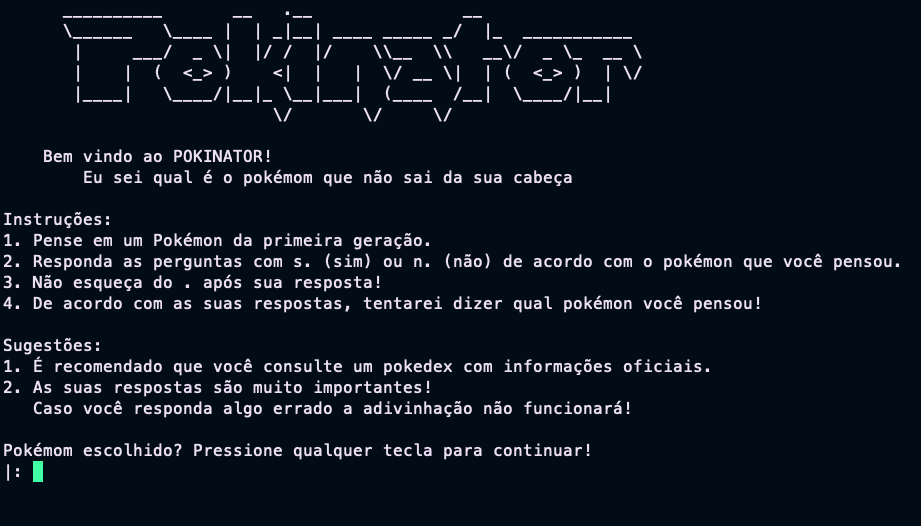 Pokinator
Bem vindo ao POKINATOR!
Eu sei qual é o pokémom que não sai da sua cabeça
Instruções:
1. Pense em um Pokémon da primeira geração.
2. Responda as perguntas com s. (sim) ou n. (não) de acordo com o pokémon que você pensou.
3. Não esqueça do . após sua resposta!
4. De acordo com as suas respostas, tentarei dizer qual pokémon você pensou!
Sugestões:
1. É recomendado que você consulte um pokedex com informações oficiais.
2. As suas respostas são muito importantes!
Caso você responda algo errado a adivinhação não funcionará!
Pokémom escolhido? Pressione qualquer tecla para continuar!
|: